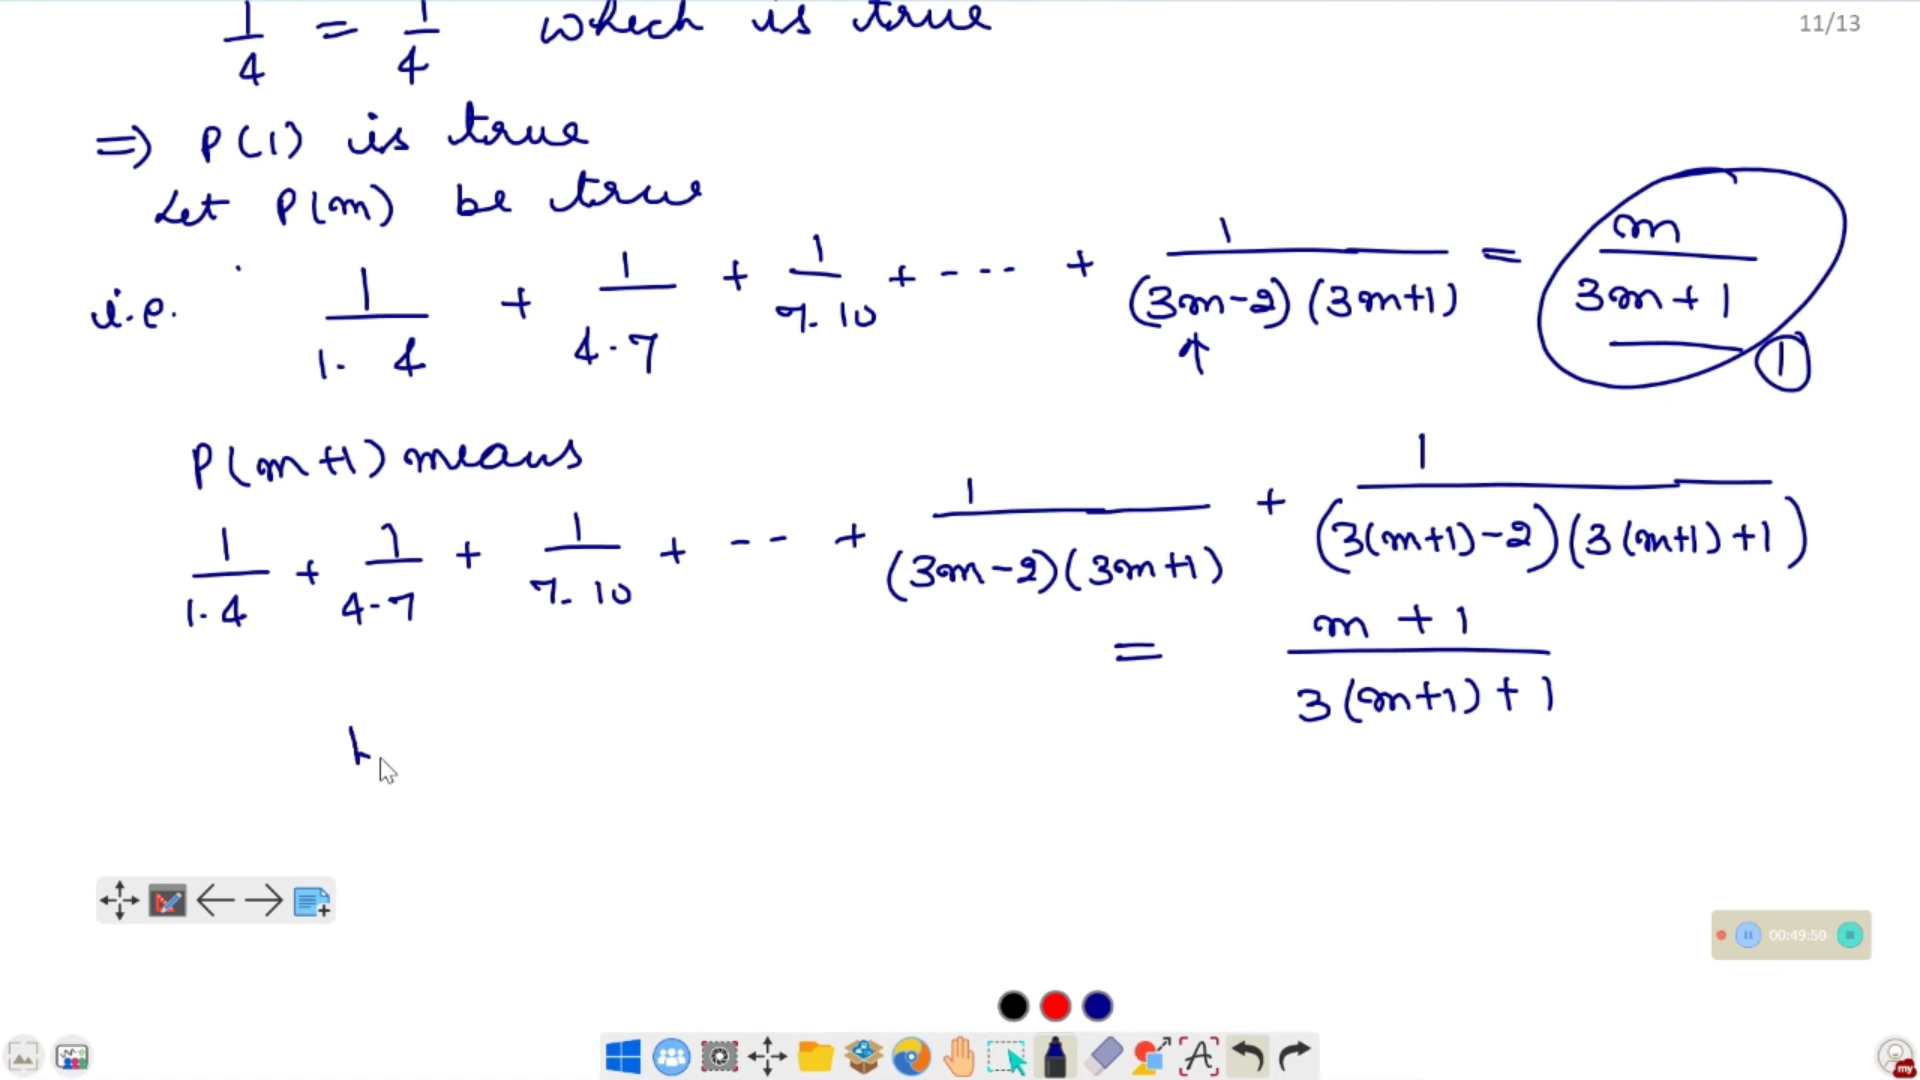 11/13
1/4 = 1/4 which is true
=> P(1) is true
Let P(m) be true
i.e. 1/(1. 4) + 1/(4.7) + 1/(7.10) + ---- + 1/((3m-2)(3m+1)) = m/(3m+1)
①
P(m+1) means
1/(1.4) + 1/(4-7) + 1/(7.10) + -- + 1/((3m-2)(3m+1)) + 1/((3(m+1)-2)(3(m+1)+1))
= (m+1)/(3(m+1)+1)
00:49:50
my